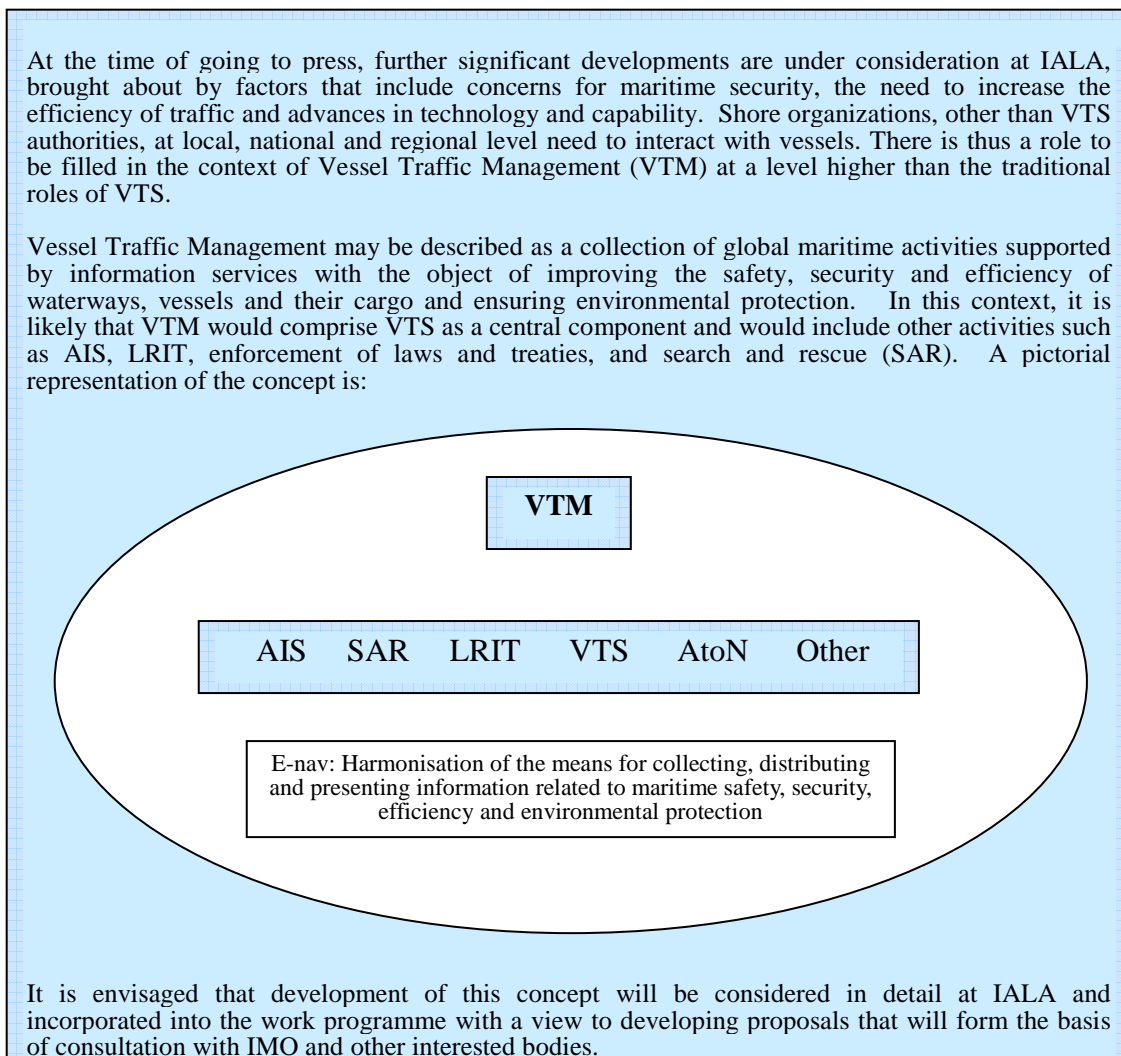 At the time of going to press, further significant developments are under consideration at IALA,
brought about by factors that include concerns for maritime security, the need to increase the
efficiency of traffic and advances in technology and capability. Shore organizations, other than VTS
authorities, at local, national and regional level need to interact with vessels. There is thus a role to
be filled in the context of Vessel Traffic Management (VTM) at a level higher than the traditional
roles of VTS.
Vessel Traffic Management may be described as a collection of global maritime activities supported
by information services with the object of improving the safety, security and efficiency of
waterways, vessels and their cargo and ensuring environmental protection. In this context, it is
likely that VTM would comprise VTS as a central component and would include other activities such
as AIS, LRIT, enforcement of laws and treaties, and search and rescue (SAR). A pictorial
representation of the concept is:
VTM
AIS SAR LRIT VTS AtoN Other
E-nav: Harmonisation of the means for collecting, distributing
and presenting information related to maritime safety, security,
efficiency and environmental protection
It is envisaged that development of this concept will be considered in detail at IALA and
incorporated into the work programme with a view to developing proposals that will form the basis
of consultation with IMO and other interested bodies.